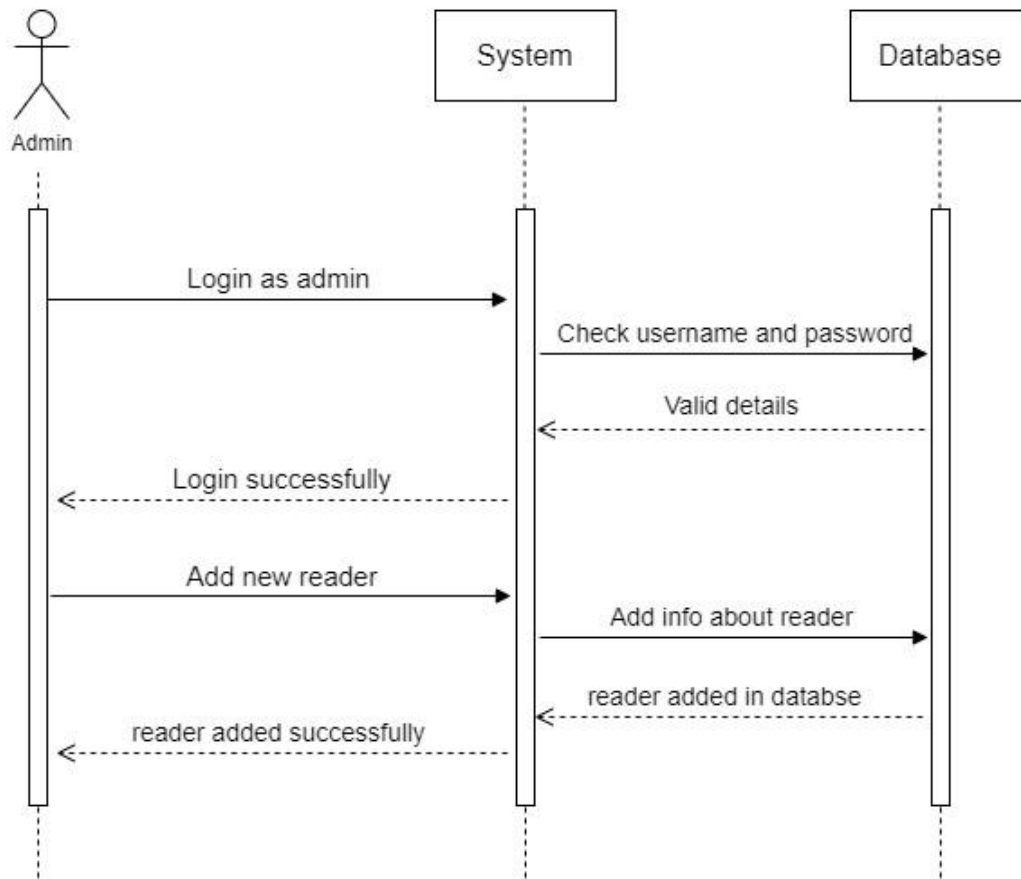 System
Database
Admin
Login as admin
Check username and password
Valid details
Login successfully
Add new reader
Add info about reader
reader added in databse
reader added successfully